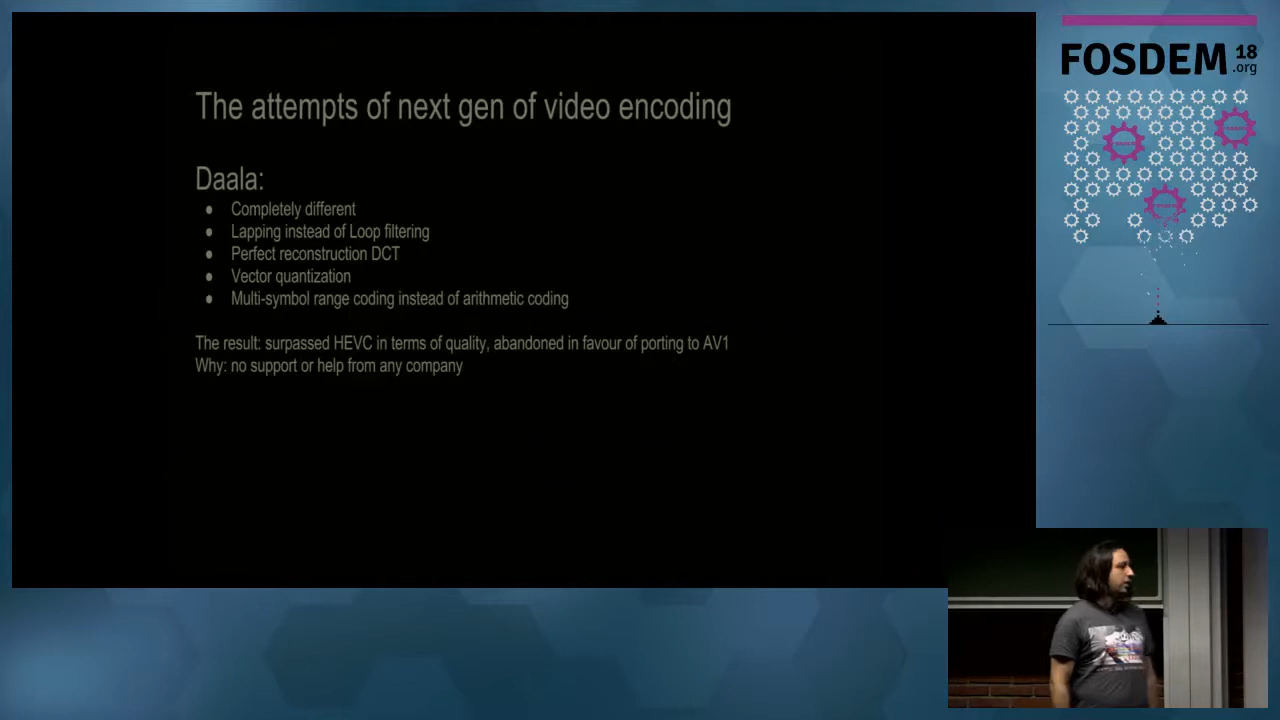 The attempts of next gen of video encoding
Daala:
● Completely different
● Lapping instead of Loop filtering
● Perfect reconstruction DCT
● Vector quantization
● Multi-symbol range coding instead of arithmetic coding
The result: surpassed HEVC in terms of quality, abandoned in favour of porting to AV1
Why: no support or help from any company
FOSDEM 18
.org